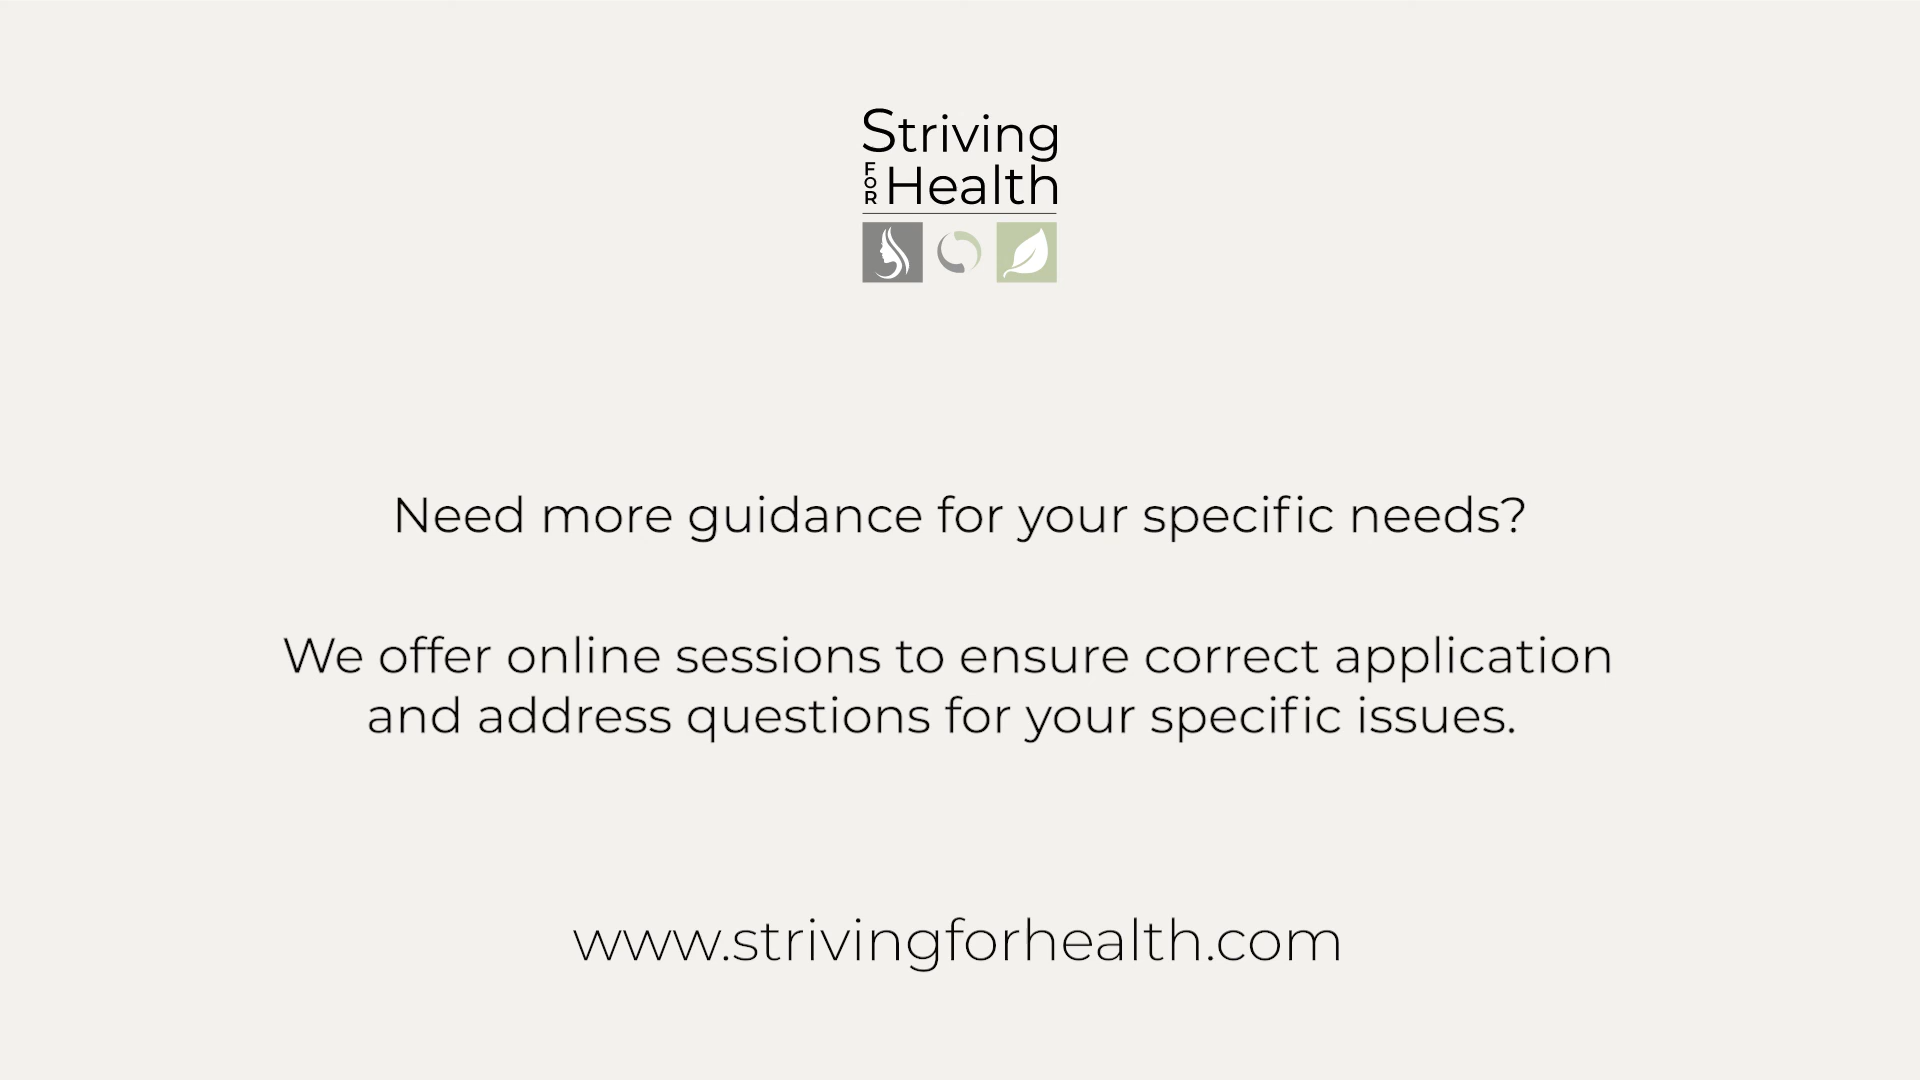 Striving
FOR Health
Need more guidance for your specific needs?
We offer online sessions to ensure correct application
and address questions for your specific issues.
www.strivingforhealth.com